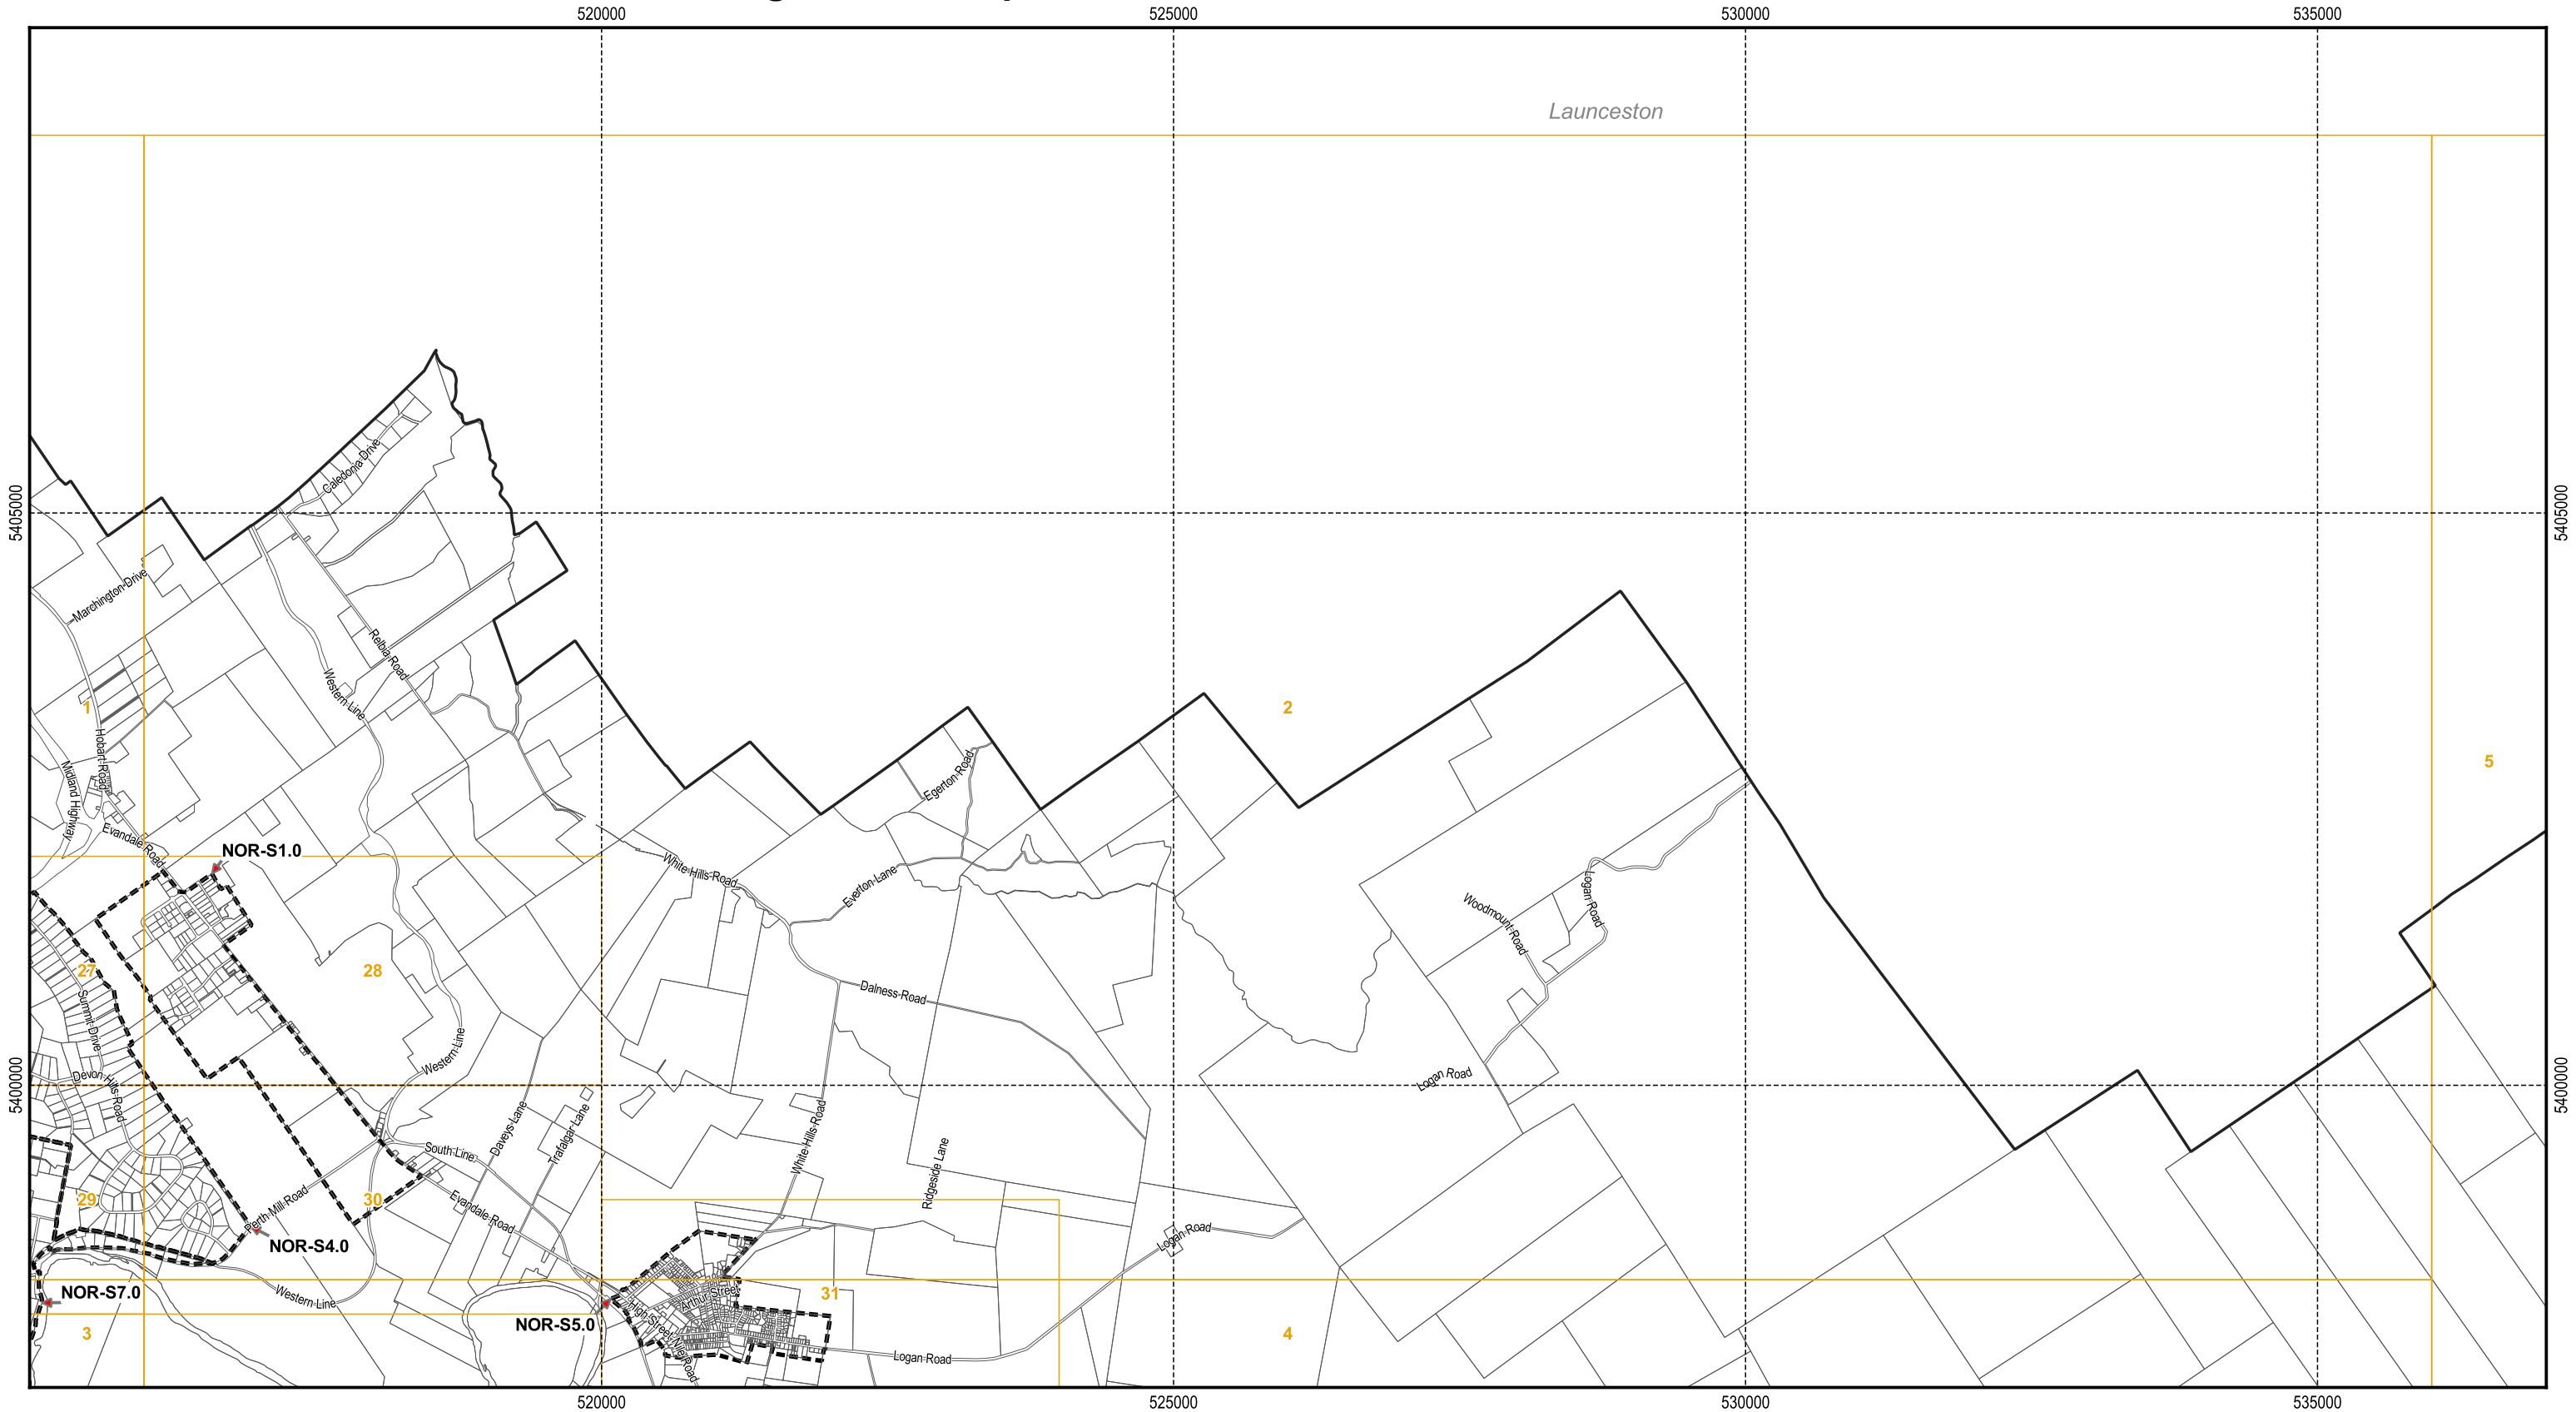 520000
525000
530000
535000
Launceston
Caledonia Drive
5405000
5405000
Marchington Drive
Relbia Road
Western Line
1
2
Hobart Road
Midland Highway
Egerton Road
5
Evandale Road
NOR-S1.0
White Hills Road
Everton Lane
Logan Road
Woodmount Road
27
28
Summit Drive
Dalness Road
Western Line
Devon Hills Road
Logan Road
5400000
5400000
Daveys Lane
Trafalgar Lane
White Hills Road
South Line
Ridgeside Lane
29
30
Perth Mill Road
Evandale Road
Logan Road
NOR-S4.0
NOR-S7.0
Western Line
Arthur Street
31
High Street
NOR-S5.0
3
4
Nile Road
Logan Road
520000
525000
530000
535000